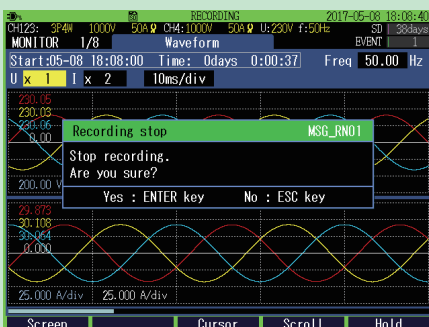 RECORDING 2017-05-08 18:08:40
CH123: 3P4W 1000V 50A CH4:1000V 50A U:230V f:50Hz SD 38days
MONITOR 1/8 Waveform EVENT 1
Start:05-08 18:08:00 Time: 0days 0:00:37 Freq 50.00 Hz
U x 1 I x 2 10ms/div
230.05
230.03
230.06
0.00
Recording stop MSG_RN01
Stop recording.
Are you sure?
Yes : ENTER key No : ESC key
200.00 V
29.873
30.108
30.064
0.000
25.000 A/div 25.000 A/div
Screen Cursor Scroll Hold